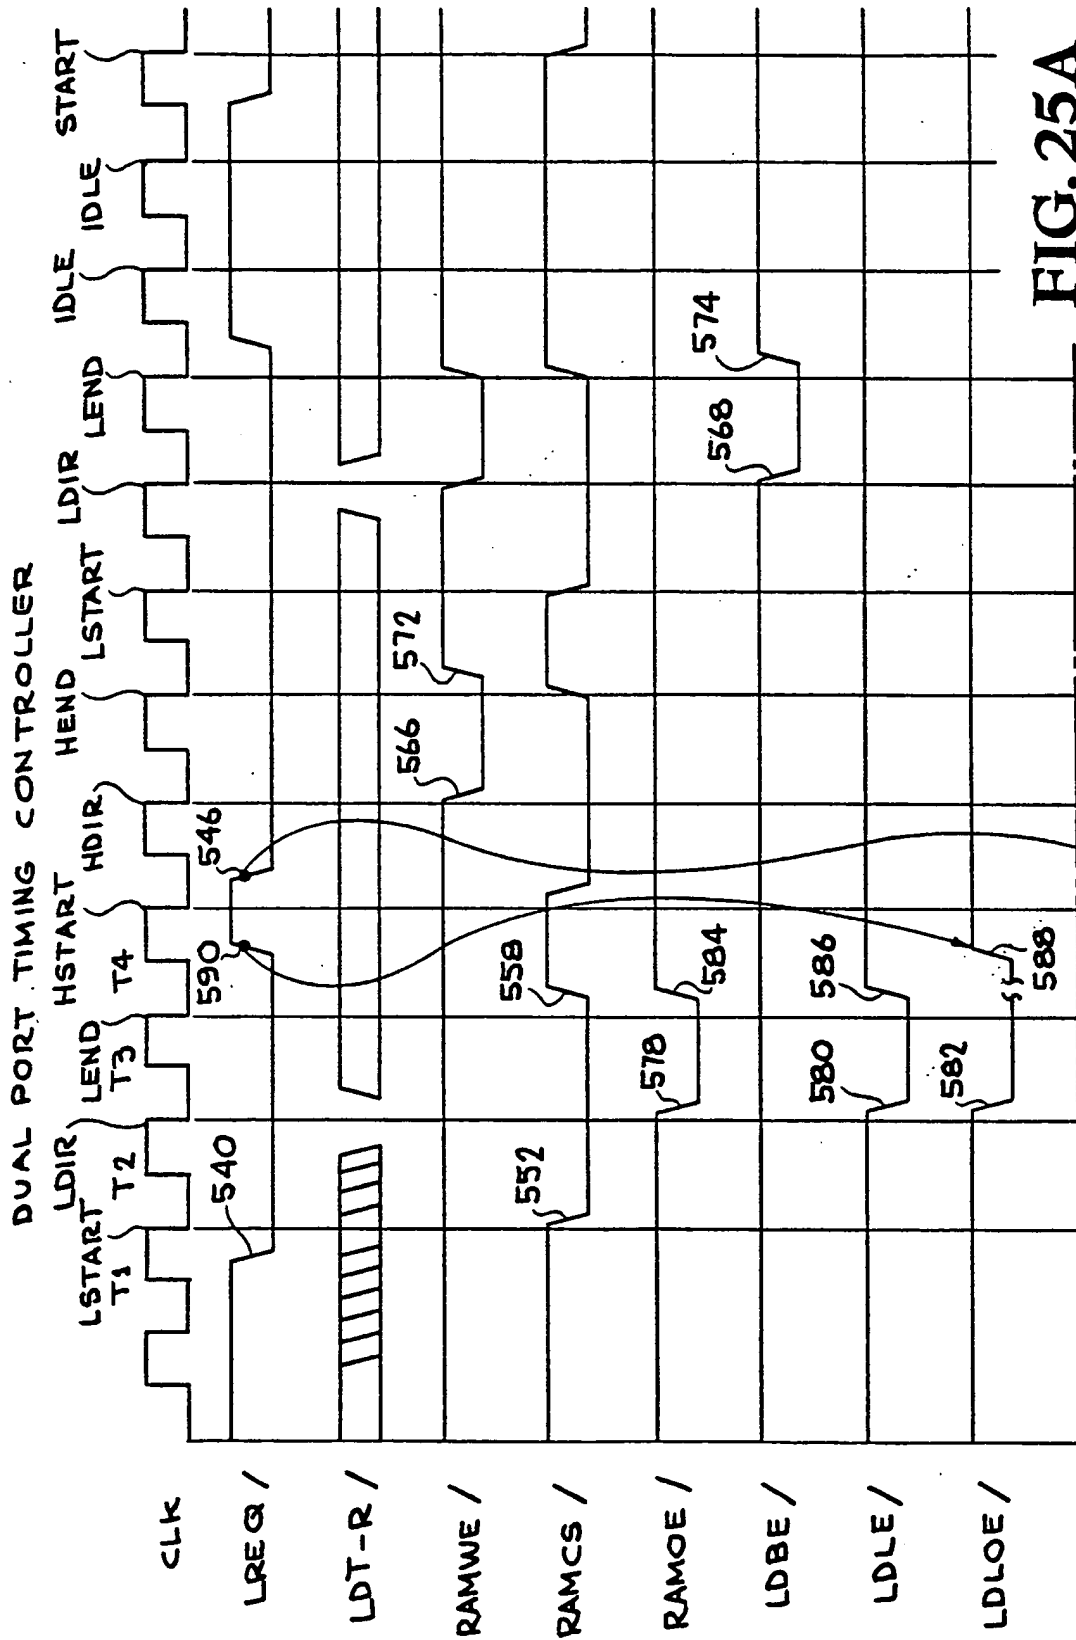 DUAL PORT TIMING CONTROLLER
LSTART LDIR LEND HSTART HDIR HEND LSTART LDIR LEND IDLE IDLE START
T1 T2 T3 T4
CLK
LREQ /
540
590
546
LDT-R /
RAMWE /
566
572
RAMCS /
552
558
RAMOE /
578
584
LDBE /
568
574
LDLE /
580
586
LDLOE /
582
588
FIG. 25A